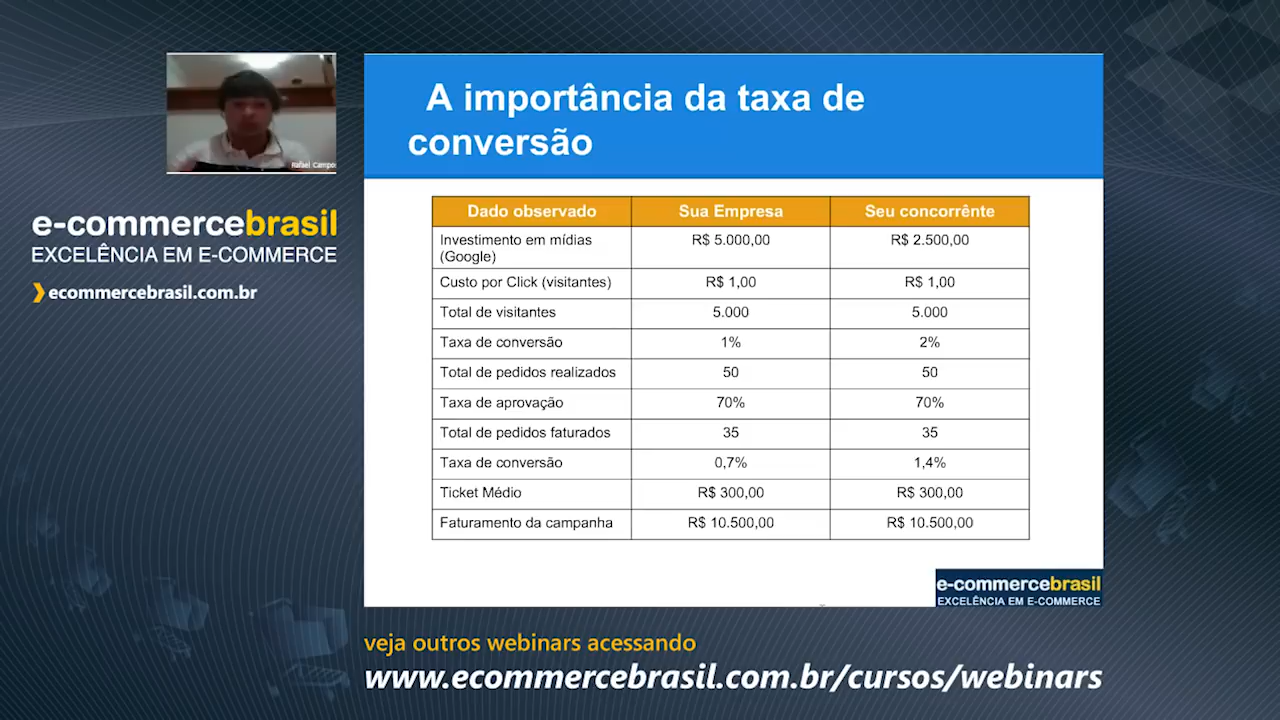 Rafael Campo
e-commercebrasil
EXCELÊNCIA EM E-COMMERCE
ecommercebrasil.com.br
A importância da taxa de
conversão
Dado observado Sua Empresa Seu concorrênte
Investimento em mídias R$ 5.000,00 R$ 2.500,00
(Google)
Custo por Click (visitantes) R$ 1,00 R$ 1,00
Total de visitantes 5.000 5.000
Taxa de conversão 1% 2%
Total de pedidos realizados 50 50
Taxa de aprovação 70% 70%
Total de pedidos faturados 35 35
Taxa de conversão 0,7% 1,4%
Ticket Médio R$ 300,00 R$ 300,00
Faturamento da campanha R$ 10.500,00 R$ 10.500,00
e-commercebrasil
EXCELÊNCIA EM E-COMMERCE
veja outros webinars acessando
www.ecommercebrasil.com.br/cursos/webinars